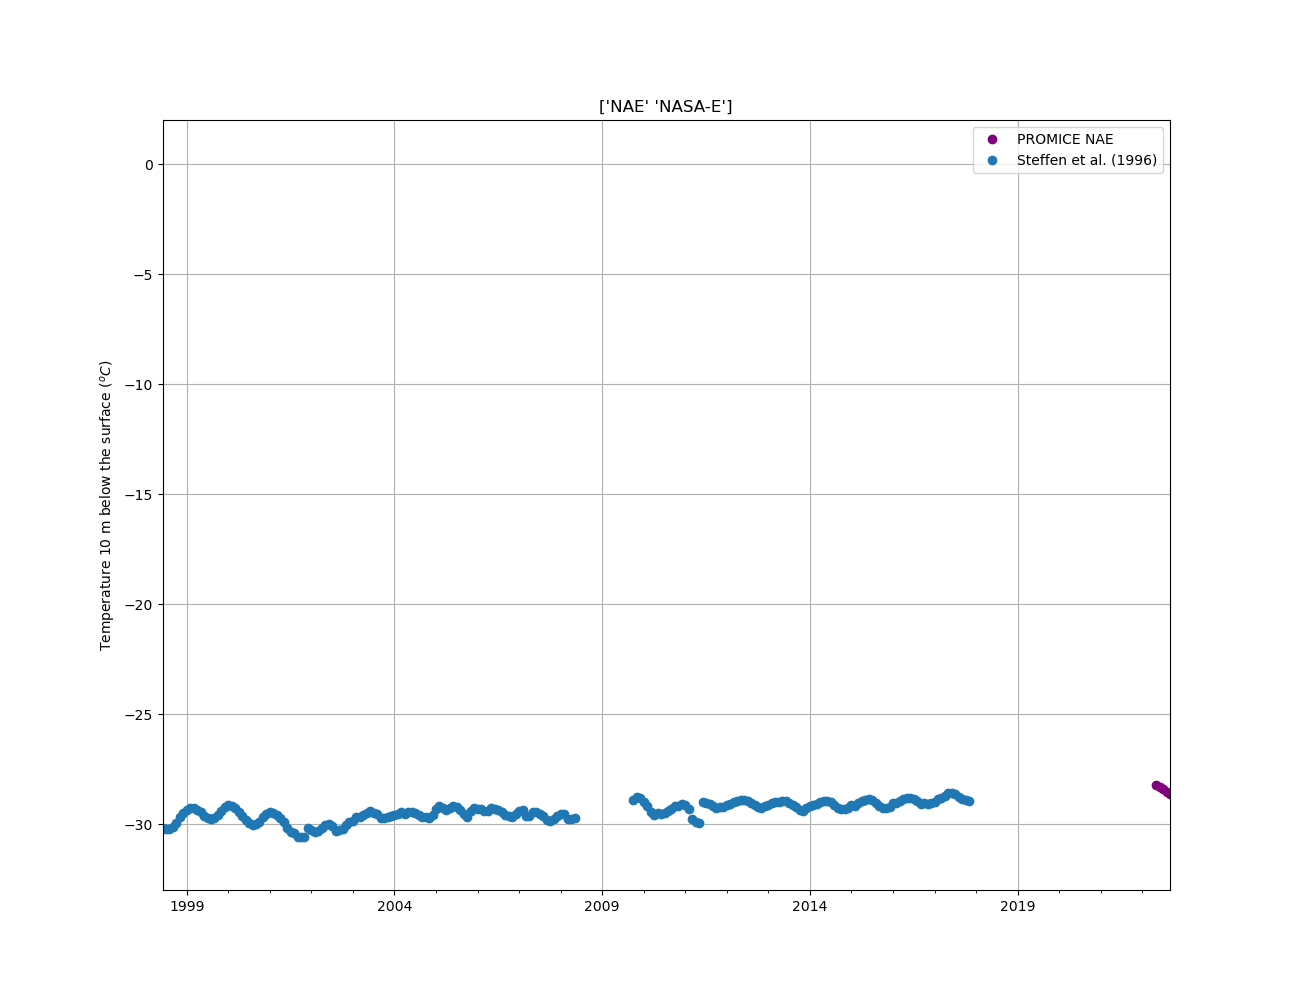 ['NAE' 'NASA-E']
PROMICE NAE
Steffen et al. (1996)
Temperature 10 m below the surface (°C)
0
−5
−10
−15
−20
−25
−30
1999 2004 2009 2014 2019